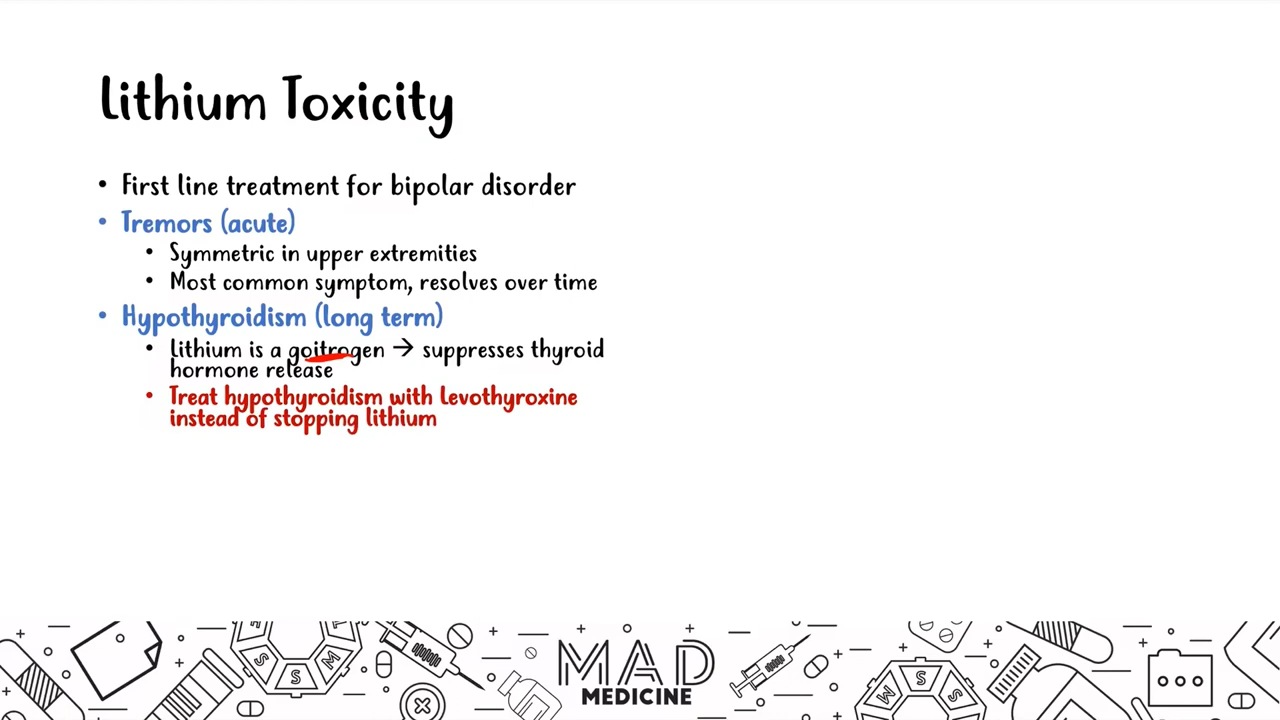 Lithium Toxicity
• First line treatment for bipolar disorder
• Tremors (acute)
• Symmetric in upper extremities
• Most common symptom, resolves over time
• Hypothyroidism (long term)
• Lithium is a goitrogen → suppresses thyroid
hormone release
• Treat hypothyroidism with Levothyroxine
instead of stopping lithium
S S M
M S S
MAD
MEDICINE